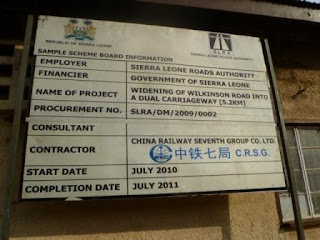 REPUBLIC OF SIERRA LEONE
SLRA
SIERRA LEONE ROADS AUTHORITY
SAMPLE SCHEME BOARD INFORMATION
EMPLOYER SIERRA LEONE ROADS AUTHORITY
FINANCIER GOVERNMENT OF SIERRA LEONE
NAME OF PROJECT WIDENING OF WILKINSON ROAD INTO
A DUAL CARRIAGEWAY [5.2KM]
PROCUREMENT NO. SLRA/DM/2009/0002
CONSULTANT
CONTRACTOR CHINA RAILWAY SEVENTH GROUP CO. LTD.
中铁七局 C.R.S.G.
START DATE JULY 2010
COMPLETION DATE JULY 2011